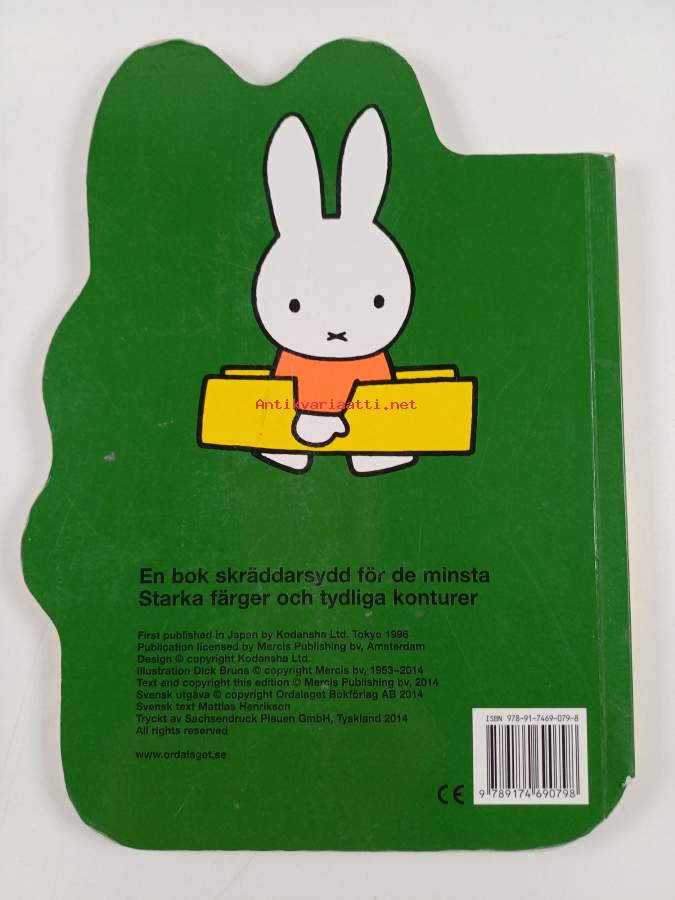 Antikvariaatti.net
En bok skräddarsydd för de minsta
Starka färger och tydliga konturer
First published in Japan by Kodansha Ltd. Tokyo 1996
Publication licensed by Mercis Publishing bv, Amsterdam
Design © copyright Kodansha Ltd.
Illustration Dick Bruna © copyright Mercis bv, 1953–2014
Text and copyright this edition © Mercis Publishing bv, 2014
Svensk utgåva © copyright Ordalaget Bokförlag AB 2014
Svensk text Mattias Henrikson
Tryckt av Sachsendruck Plauen GmbH, Tyskland 2014
All rights reserved
www.ordalaget.se
CE
ISBN 978-91-7469-079-8
9 789174 690798